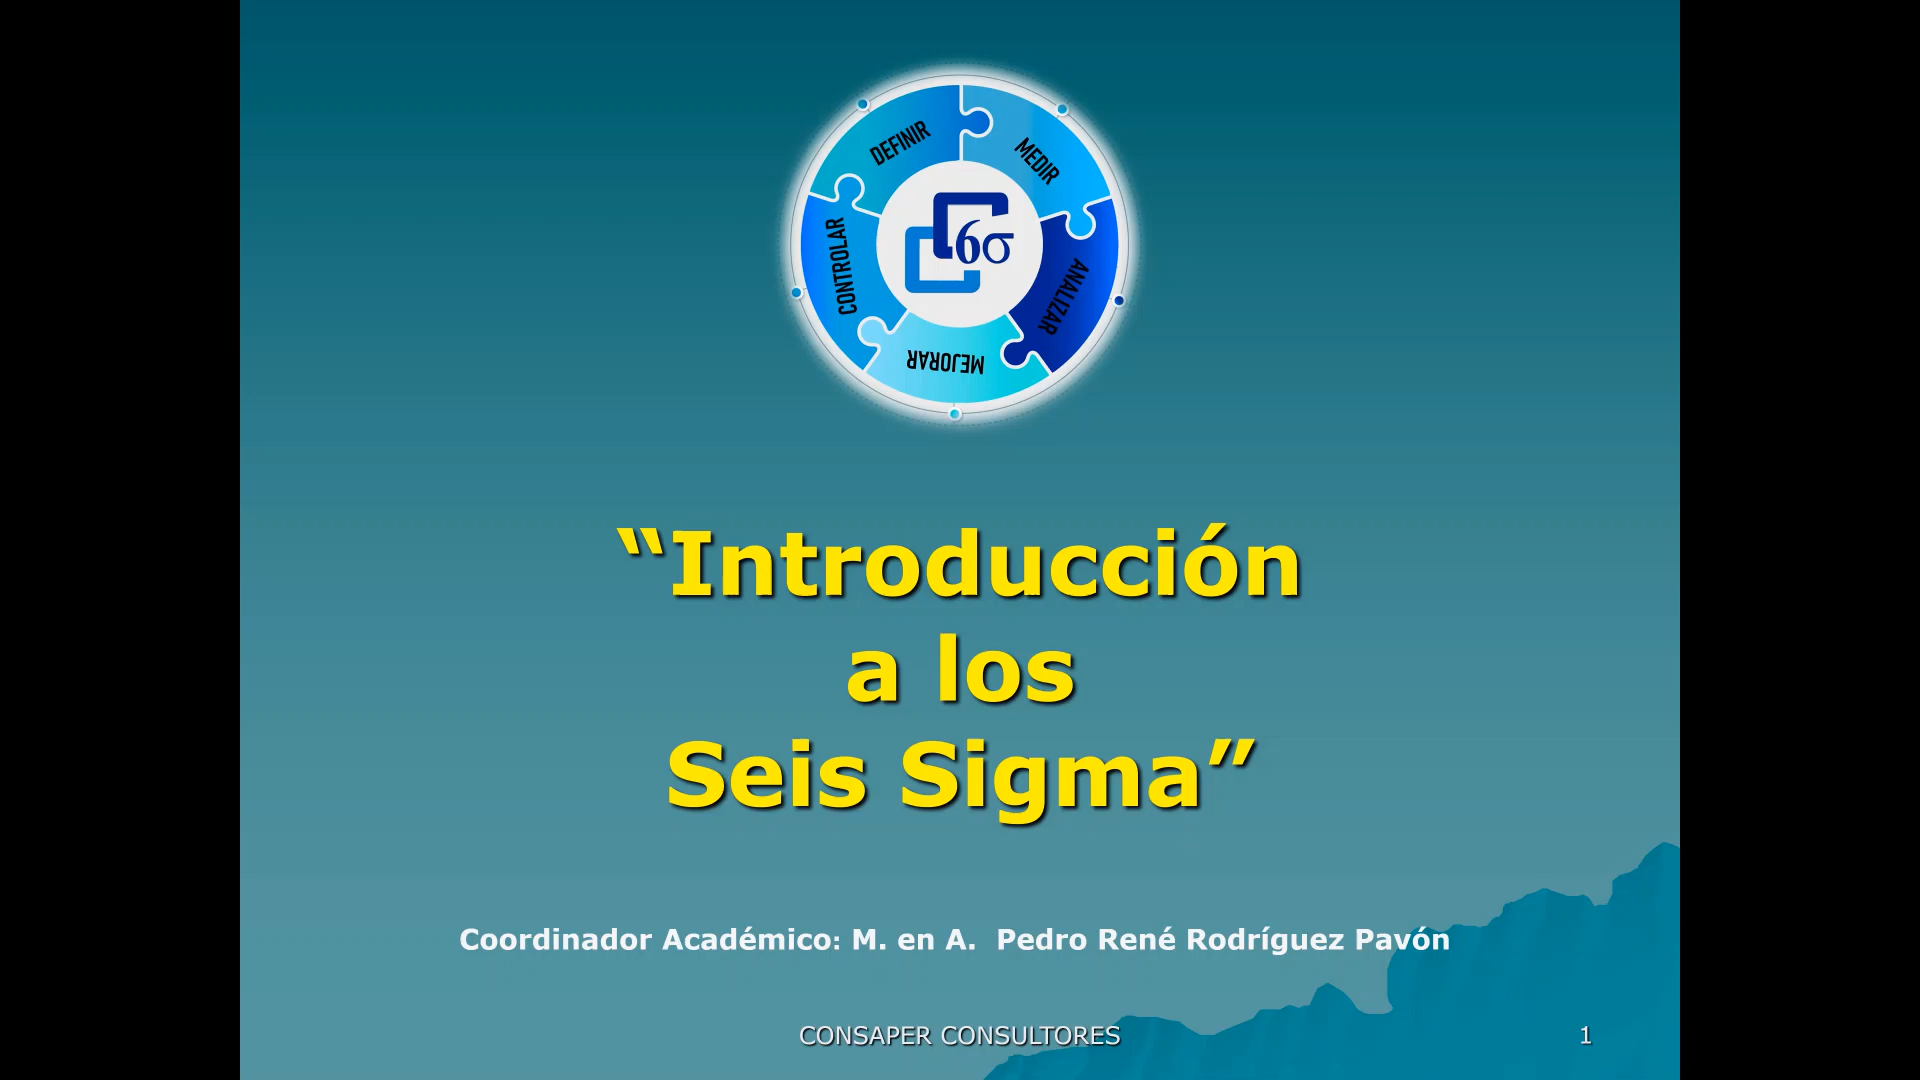 DEFINIR
MEDIR
ANALIZAR
MEJORAR
CONTROLAR
6σ
“Introducción
a los
Seis Sigma”
Coordinador Académico: M. en A.  Pedro René Rodríguez Pavón
CONSAPER CONSULTORES
1